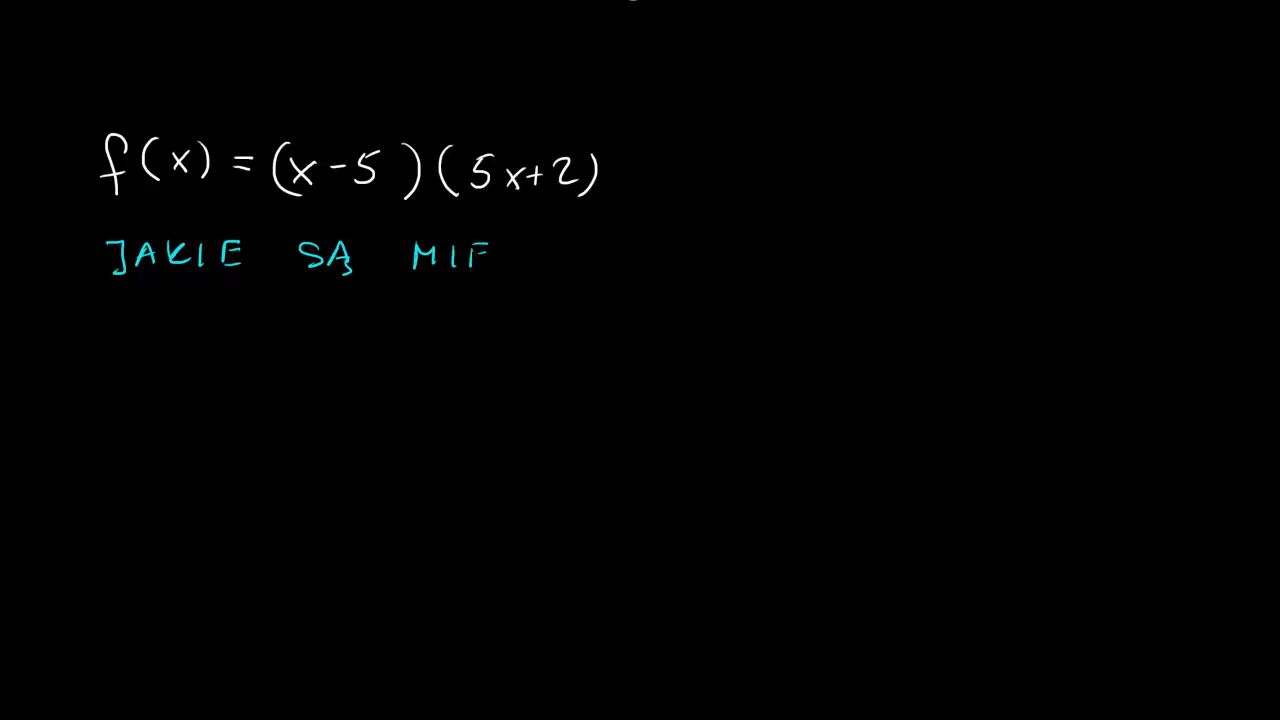 f(x) = (x-5)(5x+2)
JAKIE SĄ MIF